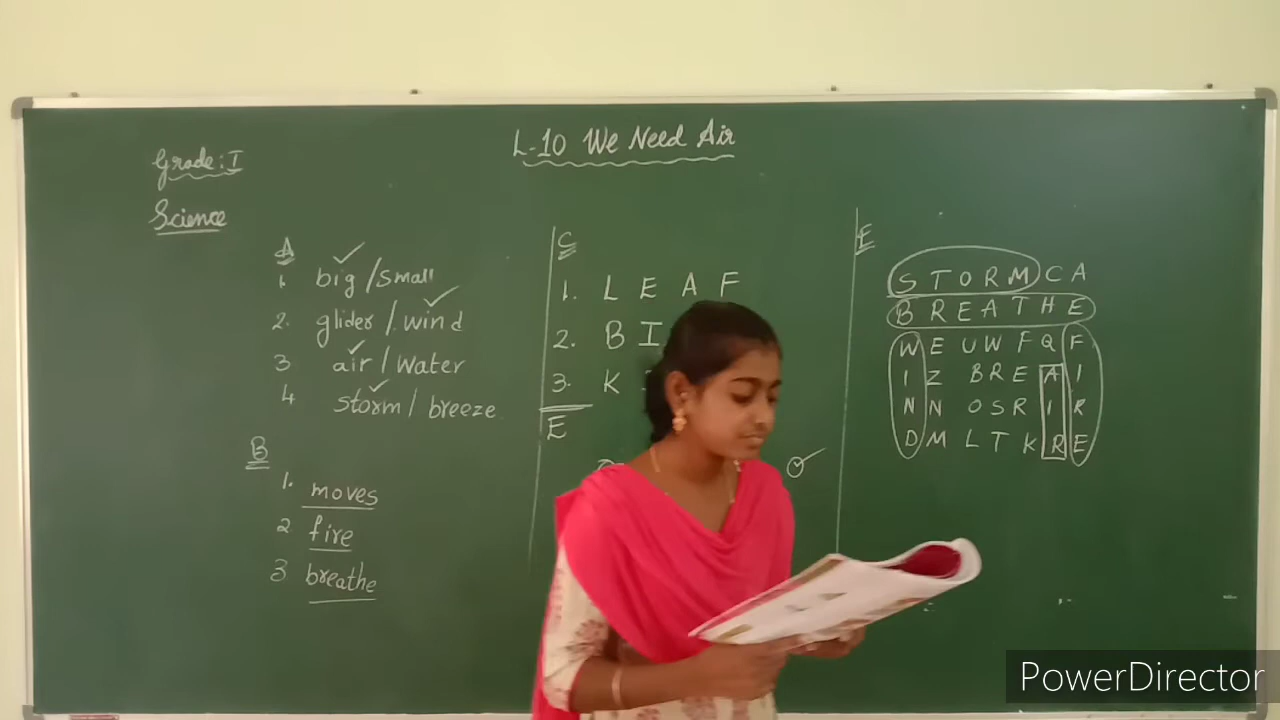 L-10 We Need Air
Grade: I
Science
A
1. big/small
2. glider/wind
3 air/Water
4 storm/breeze
B
1. moves
2 fire
3 breathe
C
1. L E A F
2. B I
3. K
E
F
S T O R M C A
B R E A T H E
W E U W F Q F
I Z B R E A I
N N O S R I R
D M L T K R E
PowerDirector